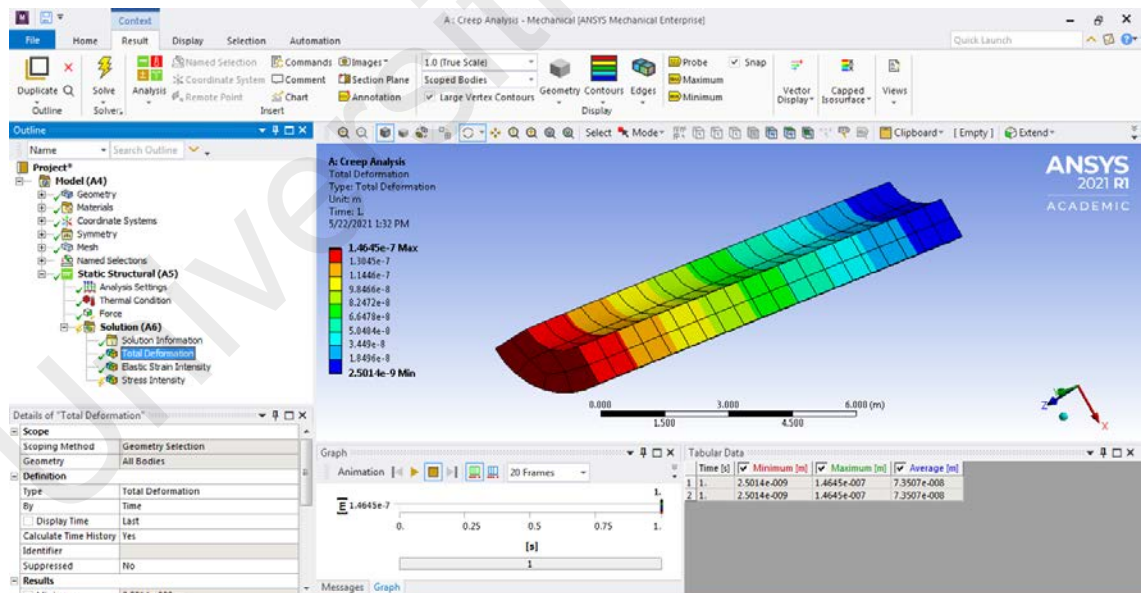 Context
A : Creep Analysis - Mechanical [ANSYS Mechanical Enterprise]
File Home Result Display Selection Automation
Quick Launch
Named Selection Commands Images 1.0 (True Scale) Probe Snap
Coordinate System Comment Section Plane Scoped Bodies Maximum
Remote Point Chart Annotation Large Vertex Contours Minimum
Duplicate Q Solve Analysis Geometry Contours Edges Vector Display Capped Isosurface Views
Outline Solver Insert Display
Outline
Name Search Outline
Select Mode Clipboard [Empty] Extend
Project*
Model (A4)
Geometry
Materials
Coordinate Systems
Symmetry
Mesh
Named Selections
Static Structural (A5)
Analysis Settings
Thermal Condition
Force
Solution (A6)
Solution Information
Total Deformation
Elastic Strain Intensity
Stress Intensity
A: Creep Analysis
Total Deformation
Type: Total Deformation
Unit: m
Time: 1.
5/22/2021 1:32 PM
1.4645e-7 Max
1.3045e-7
1.1446e-7
9.8466e-8
8.2472e-8
6.6478e-8
5.0484e-8
3.449e-8
1.8496e-8
2.5014e-9 Min
ANSYS
2021 R1
ACADEMIC
0.000 3.000 6.000 (m)
1.500 4.500
Z X
Details of "Total Deformation"
Scope
Scoping Method Geometry Selection
Geometry All Bodies
Definition
Type Total Deformation
By Time
Display Time Last
Calculate Time History Yes
Identifier
Suppressed No
Results
Graph
Animation 20 Frames
1.
1.4645e-7
0. 0.25 0.5 0.75 1.
[s]
1
Messages Graph
Tabular Data
Time [s] Minimum [m] Maximum [m] Average [m]
1 1. 2.5014e-009 1.4645e-007 7.3507e-008
2 1. 2.5014e-009 1.4645e-007 7.3507e-008
Universiti